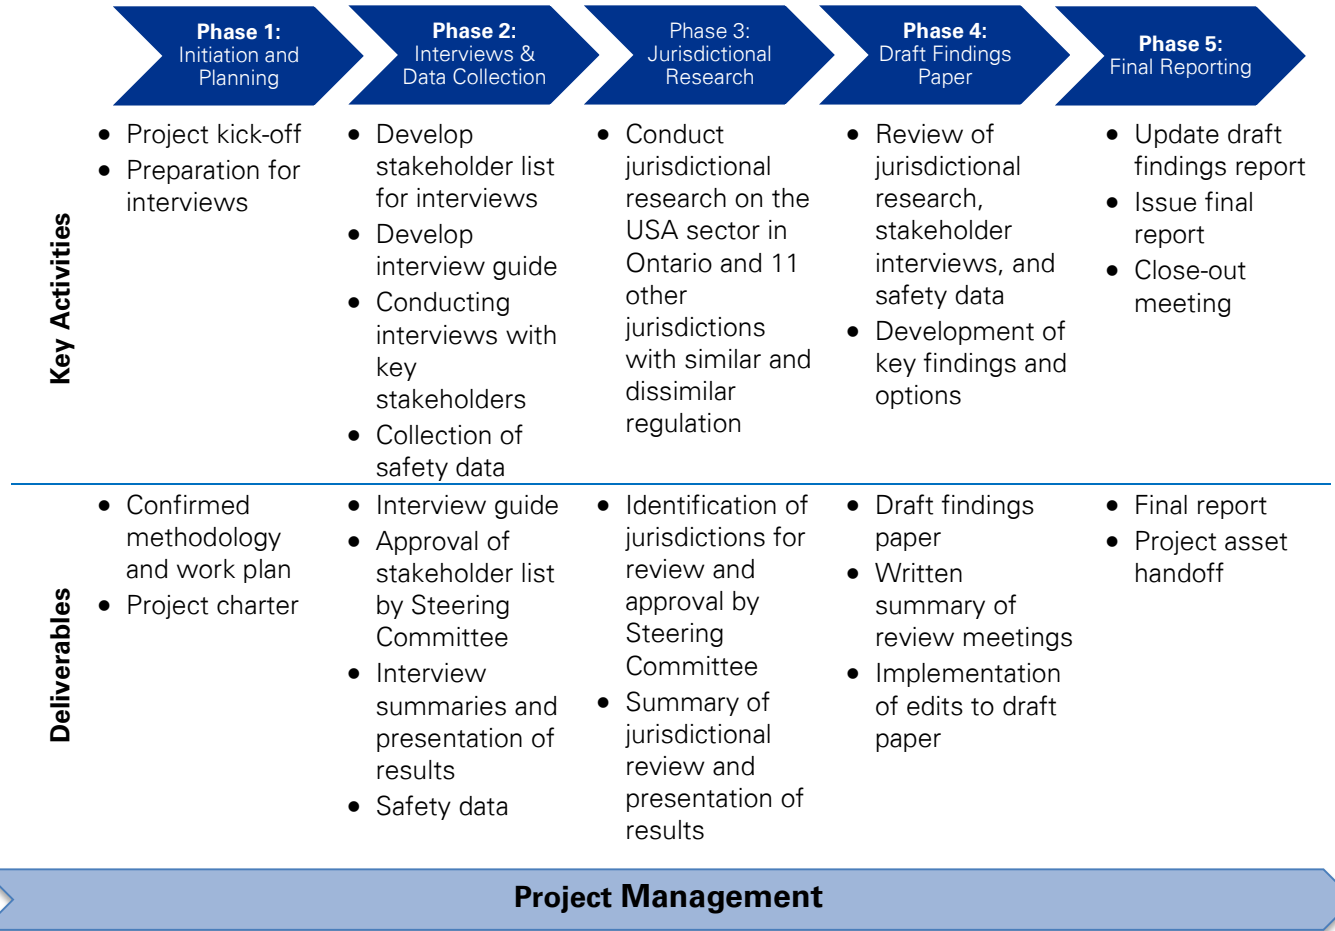 Phase 1:
Initiation and
Planning
Phase 2:
Interviews &
Data Collection
Phase 3:
Jurisdictional
Research
Phase 4:
Draft Findings
Paper
Phase 5:
Final Reporting
Key Activities
• Project kick-off
• Preparation for
interviews
• Develop
stakeholder list
for interviews
• Develop
interview guide
• Conducting
interviews with
key
stakeholders
• Collection of
safety data
• Conduct
jurisdictional
research on the
USA sector in
Ontario and 11
other
jurisdictions
with similar and
dissimilar
regulation
• Review of
jurisdictional
research,
stakeholder
interviews, and
safety data
• Development of
key findings and
options
• Update draft
findings report
• Issue final
report
• Close-out
meeting
Deliverables
• Confirmed
methodology
and work plan
• Project charter
• Interview guide
• Approval of
stakeholder list
by Steering
Committee
• Interview
summaries and
presentation of
results
• Safety data
• Identification of
jurisdictions for
review and
approval by
Steering
Committee
• Summary of
jurisdictional
review and
presentation of
results
• Draft findings
paper
• Written
summary of
review meetings
• Implementation
of edits to draft
paper
• Final report
• Project asset
handoff
Project Management